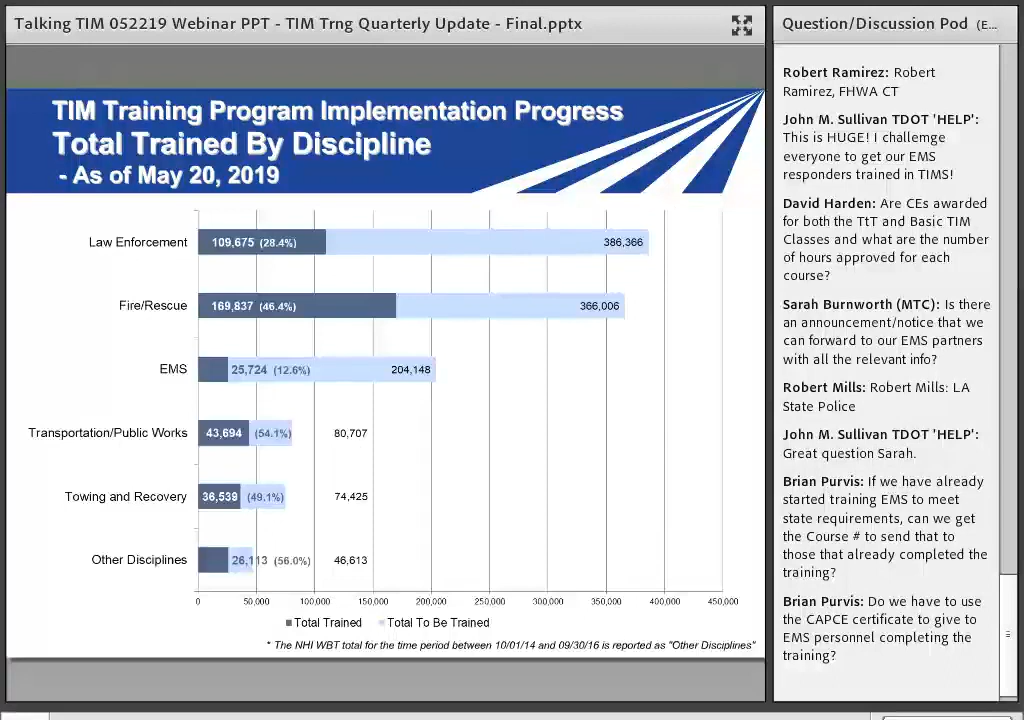 Talking TIM 052219 Webinar PPT - TIM Trng Quarterly Update - Final.pptx
TIM Training Program Implementation Progress
Total Trained By Discipline
- As of May 20, 2019
Law Enforcement 109,675 (28.4%) 386,366
Fire/Rescue 169,837 (46.4%) 366,006
EMS 25,724 (12.6%) 204,148
Transportation/Public Works 43,694 (54.1%) 80,707
Towing and Recovery 36,539 (49.1%) 74,425
Other Disciplines 26,113 (56.0%) 46,613
0 50,000 100,000 150,000 200,000 250,000 300,000 350,000 400,000 450,000
Total Trained Total To Be Trained
* The NHI WBT total for the time period between 10/01/14 and 09/30/16 is reported as "Other Disciplines"
Question/Discussion Pod (E...
Robert Ramirez: Robert
Ramirez, FHWA CT
John M. Sullivan TDOT 'HELP':
This is HUGE! I challemge
everyone to get our EMS
responders trained in TIMS!
David Harden: Are CEs awarded
for both the TtT and Basic TIM
Classes and what are the number
of hours approved for each
course?
Sarah Burnworth (MTC): Is there
an announcement/notice that we
can forward to our EMS partners
with all the relevant info?
Robert Mills: Robert Mills: LA
State Police
John M. Sullivan TDOT 'HELP':
Great question Sarah.
Brian Purvis: If we have already
started training EMS to meet
state requirements, can we get
the Course # to send that to
those that already completed the
training?
Brian Purvis: Do we have to use
the CAPCE certificate to give to
EMS personnel completing the
training?